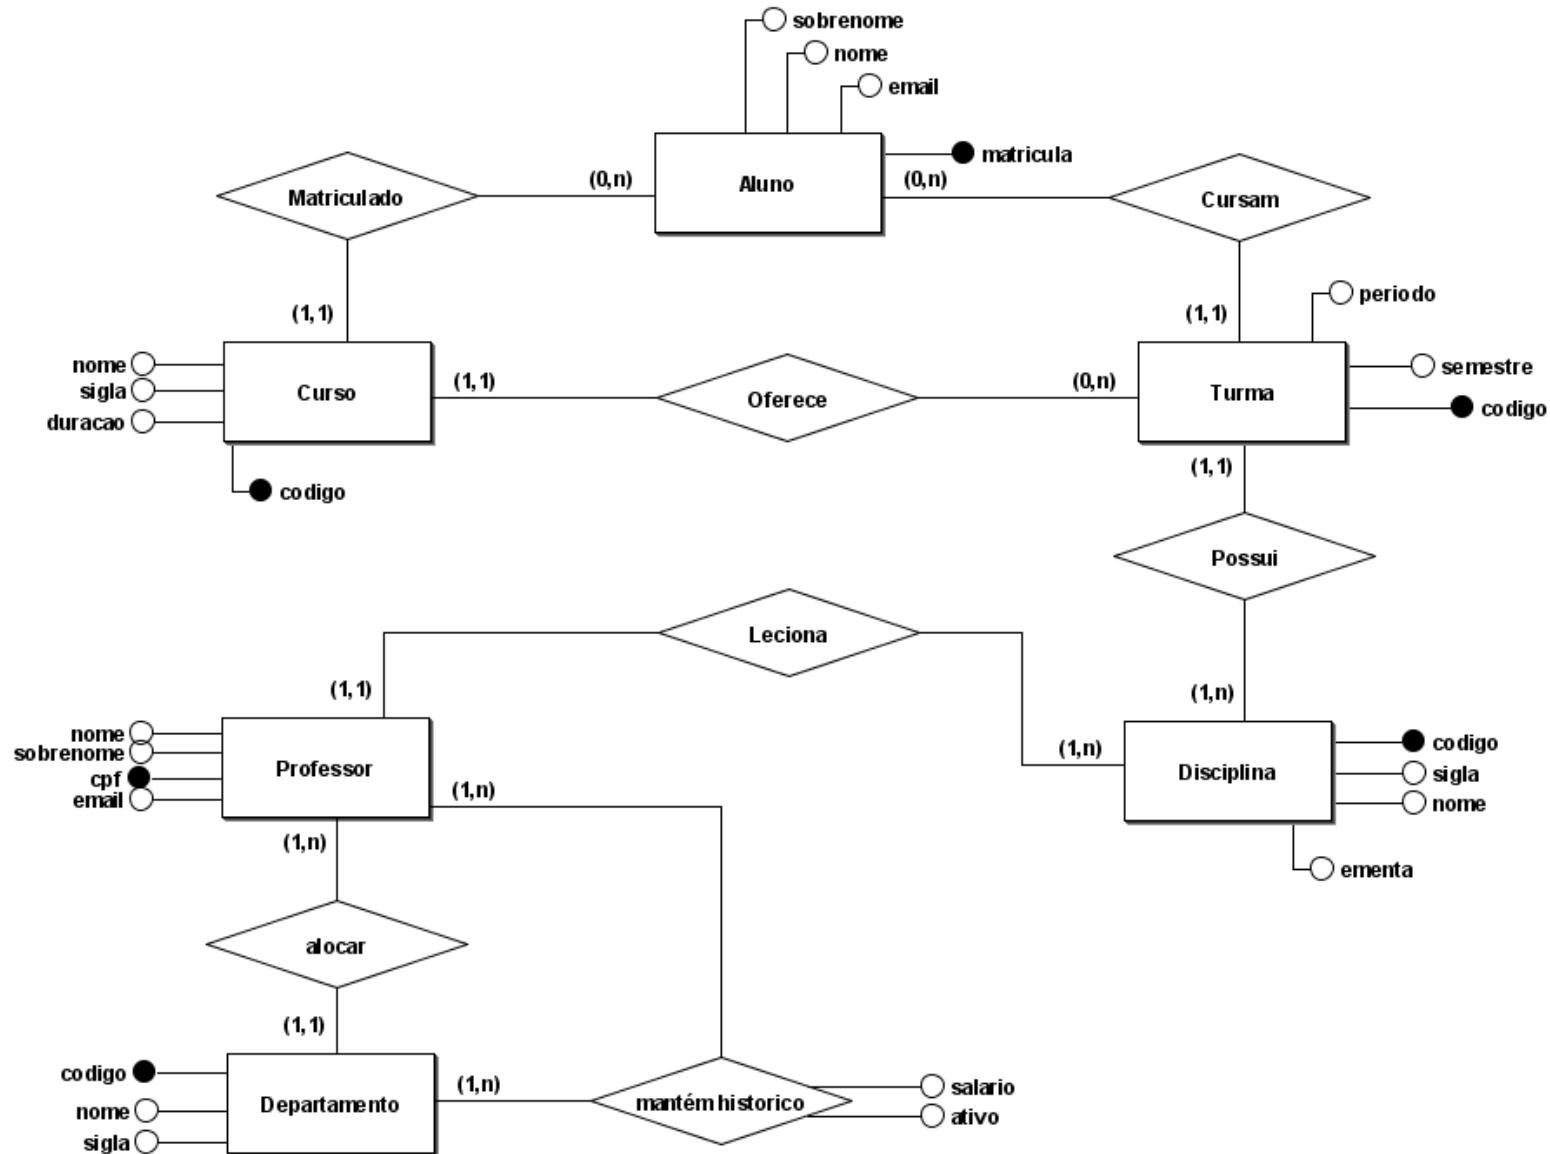 sobrenome
nome
email
matricula
Aluno
(0,n)
(0,n)
Matriculado
Cursam
(1,1)
(1,1)
periodo
nome
sigla
duracao
Curso
codigo
(1,1)
Oferece
(0,n)
Turma
semestre
codigo
(1,1)
Possui
Leciona
(1,1)
(1,n)
nome
sobrenome
cpf
email
Professor
(1,n)
(1,n)
Disciplina
codigo
sigla
nome
ementa
(1,n)
alocar
(1,1)
codigo
nome
sigla
Departamento
(1,n)
mantém historico
salario
ativo